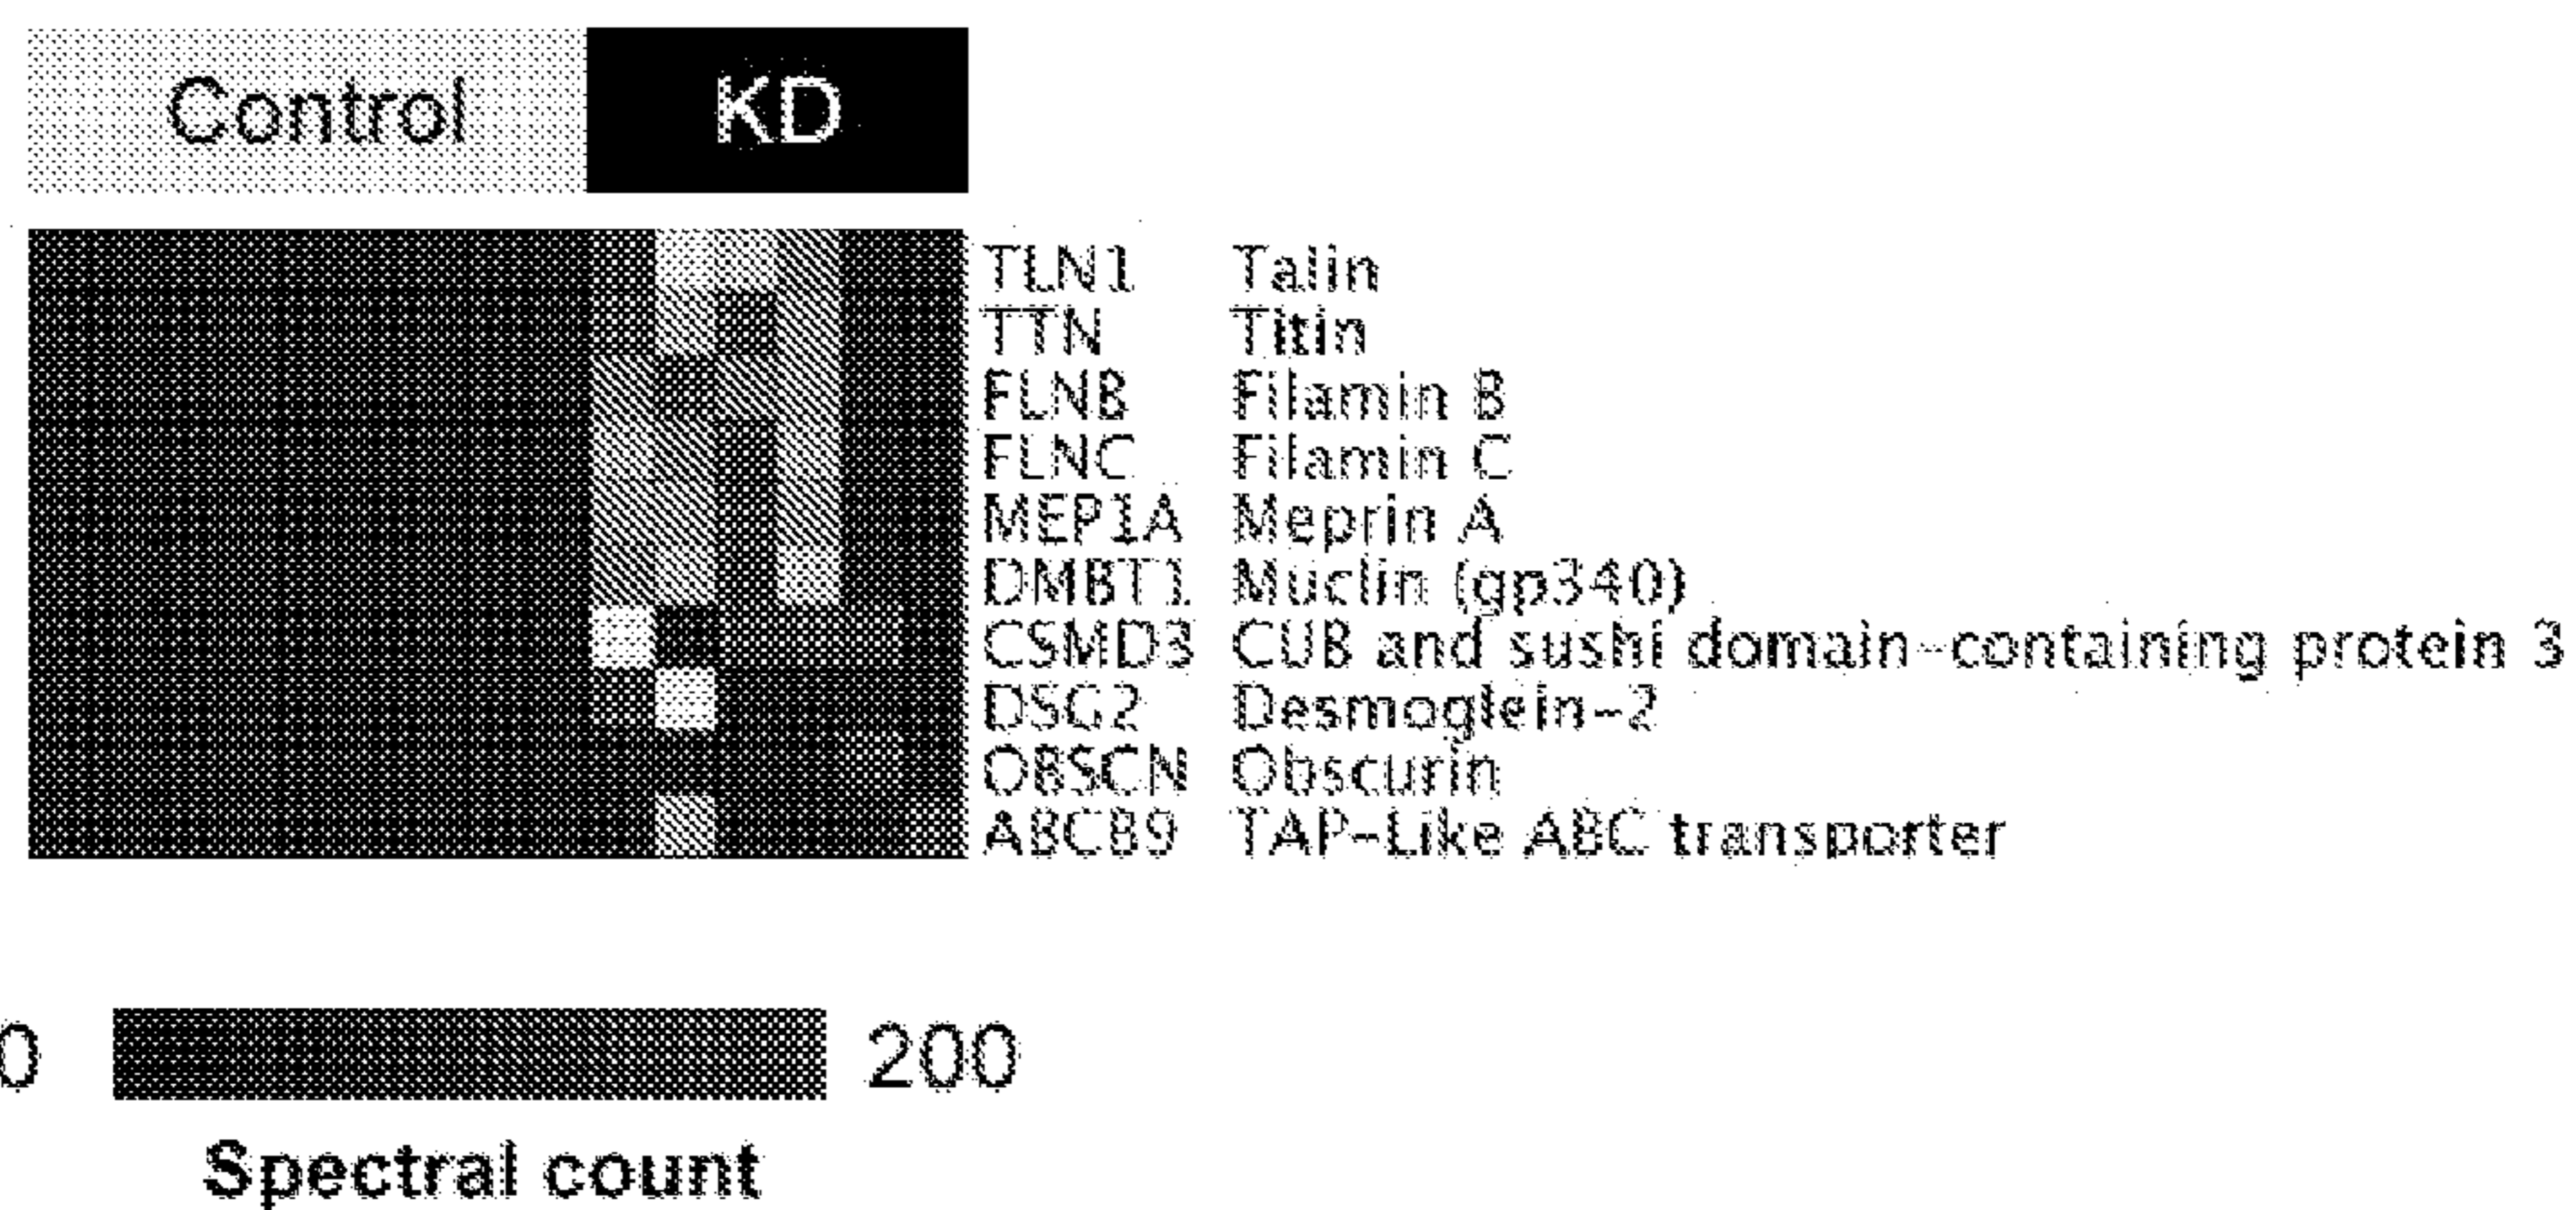 Control KD
TLN1 Talin
TTN Titin
FLNB Filamin B
FLNC Filamin C
MEP1A Meprin A
DMBT1 Muclin (gp340)
CSMD3 CUB and sushi domain-containing protein 3
DSG2 Desmoglein-2
OBSCN Obscurin
ABCB9 TAP-Like ABC transporter
0 200
Spectral count